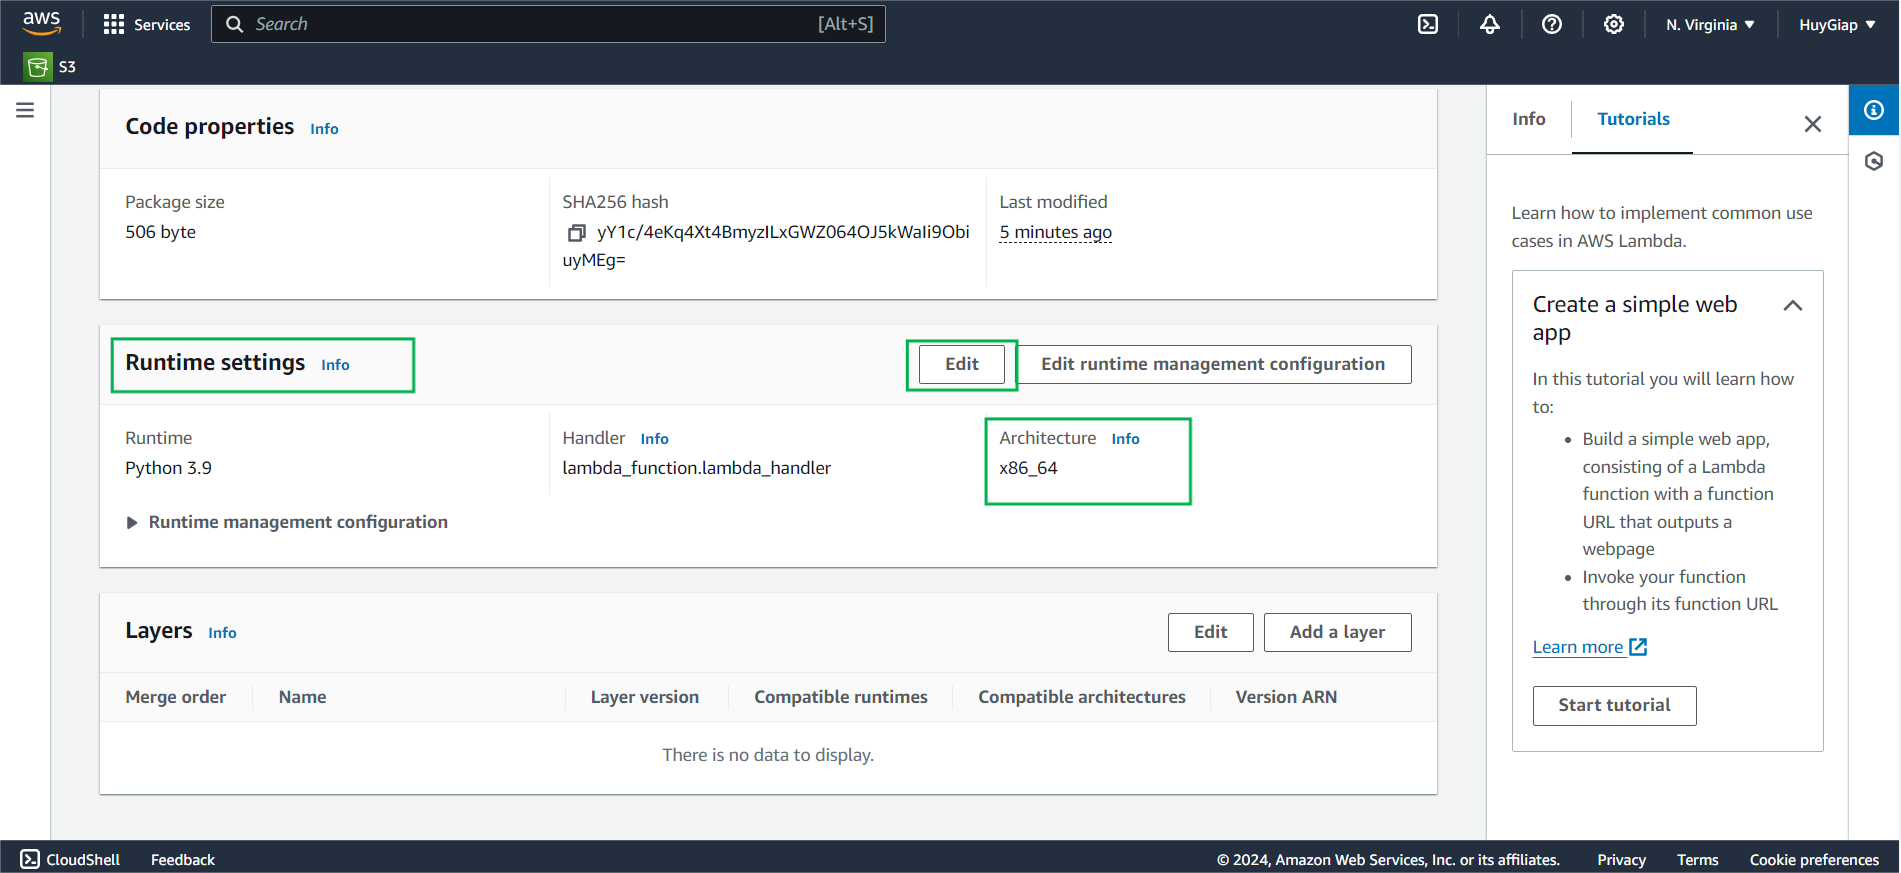 aws
Services
Search
[Alt+S]
N. Virginia
HuyGiap
S3
Code properties Info
Package size
506 byte
SHA256 hash
yY1c/4eKq4Xt4BmyzILxGWZ064OJ5kWaIi9Obi
uyMEg=
Last modified
5 minutes ago
Runtime settings Info
Edit
Edit runtime management configuration
Runtime
Python 3.9
Handler Info
lambda_function.lambda_handler
Architecture Info
x86_64
Runtime management configuration
Layers Info
Edit
Add a layer
Merge order
Name
Layer version
Compatible runtimes
Compatible architectures
Version ARN
There is no data to display.
Info
Tutorials
Learn how to implement common use
cases in AWS Lambda.
Create a simple web
app
In this tutorial you will learn how
to:
• Build a simple web app,
consisting of a Lambda
function with a function
URL that outputs a
webpage
• Invoke your function
through its function URL
Learn more
Start tutorial
CloudShell
Feedback
© 2024, Amazon Web Services, Inc. or its affiliates.
Privacy
Terms
Cookie preferences